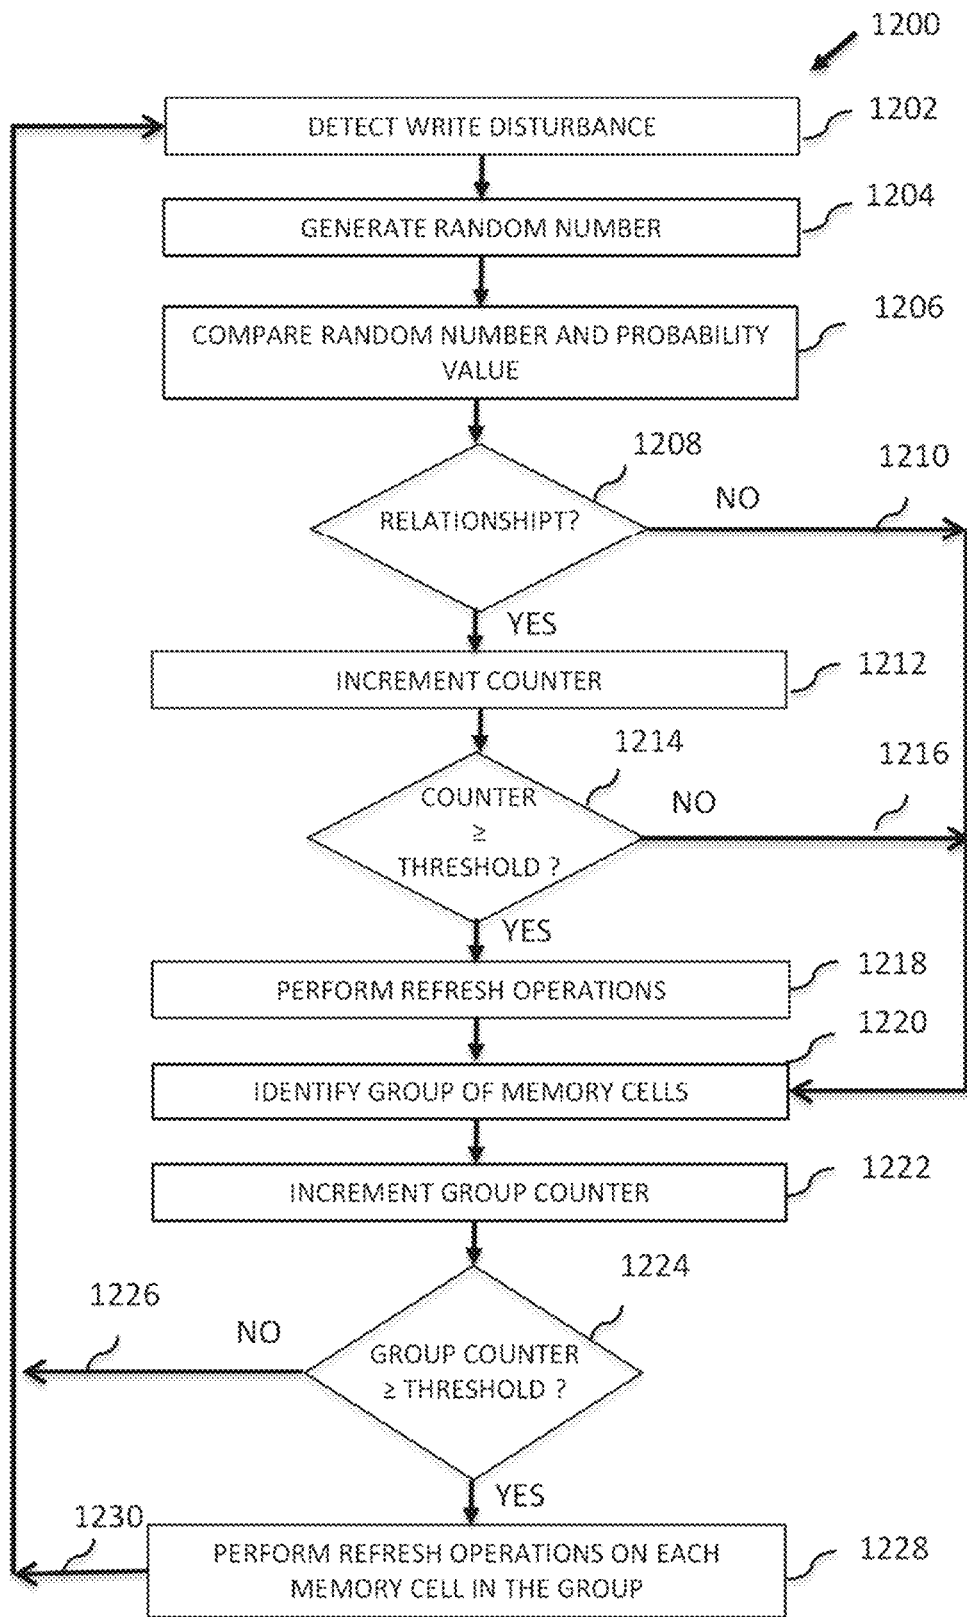 1200
DETECT WRITE DISTURBANCE
1202
GENERATE RANDOM NUMBER
1204
COMPARE RANDOM NUMBER AND PROBABILITY
VALUE
1206
RELATIONSHIPT?
1208
NO
1210
YES
INCREMENT COUNTER
1212
COUNTER
≥
THRESHOLD ?
1214
NO
1216
YES
PERFORM REFRESH OPERATIONS
1218
IDENTIFY GROUP OF MEMORY CELLS
1220
INCREMENT GROUP COUNTER
1222
GROUP COUNTER
≥ THRESHOLD ?
1224
NO
1226
YES
PERFORM REFRESH OPERATIONS ON EACH
MEMORY CELL IN THE GROUP
1228
1230